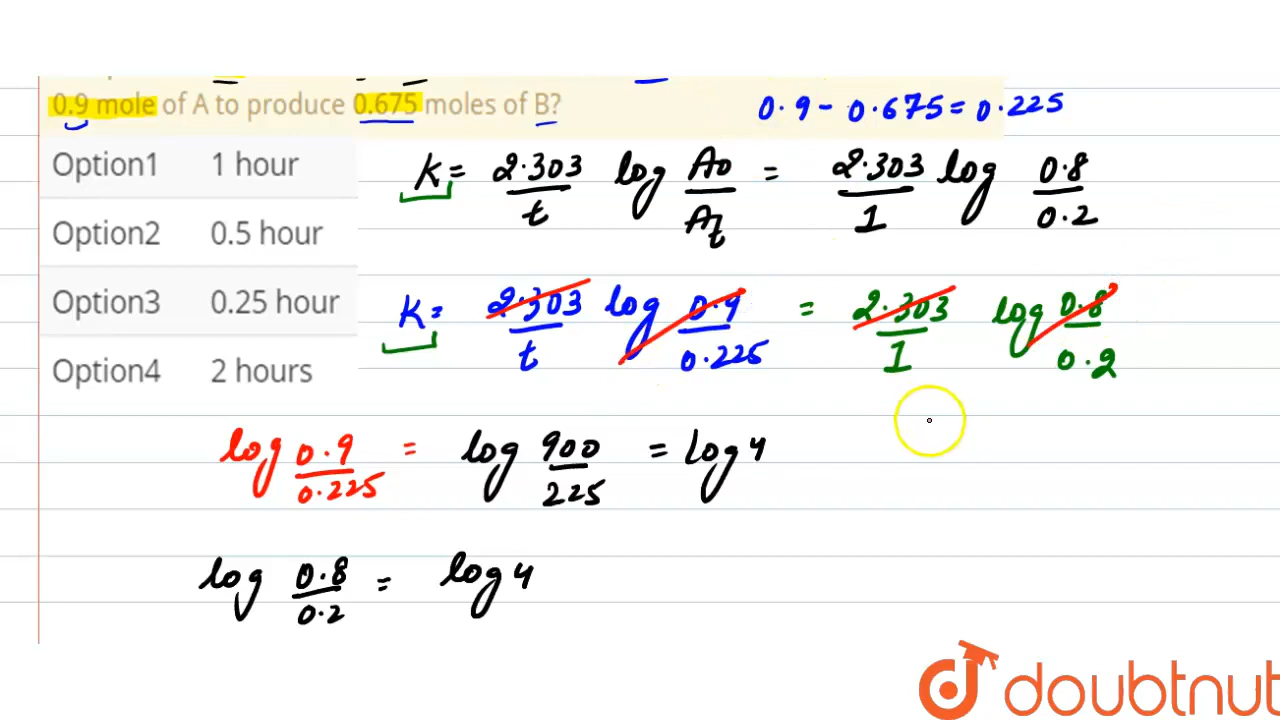 0.9 mole of A to produce 0.675 moles of B?
0.9 - 0.675 = 0.225
Option1 1 hour
K = 2.303/t log A0/At = 2.303/1 log 0.8/0.2
Option2 0.5 hour
Option3 0.25 hour
K = 2.303/t log 0.9/0.225 = 2.303/1 log 0.8/0.2
Option4 2 hours
log 0.9/0.225 = log 900/225 = log 4
log 0.8/0.2 = log 4
doubtnut